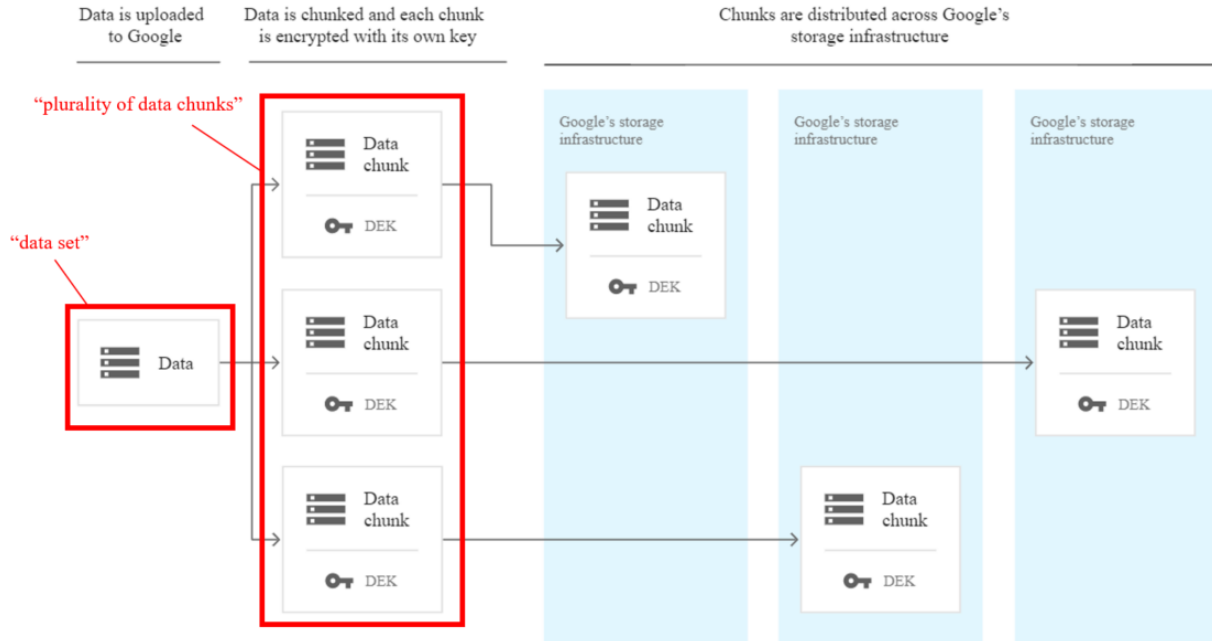 Data is uploaded
to Google
Data is chunked and each chunk
is encrypted with its own key
Chunks are distributed across Google's
storage infrastructure
“plurality of data chunks”
“data set”
Data
Data
chunk
DEK
Data
chunk
DEK
Data
chunk
DEK
Google's storage
infrastructure
Data
chunk
DEK
Google's storage
infrastructure
Data
chunk
DEK
Google's storage
infrastructure
Data
chunk
DEK